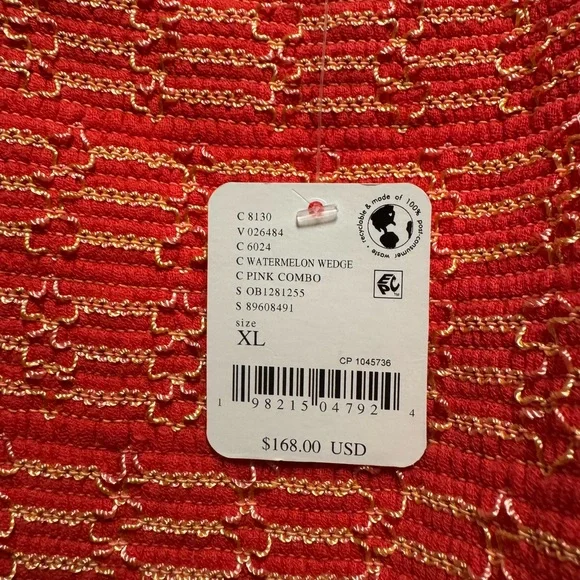 C 8130
V 026484
C 6024
C WATERMELON WEDGE
C PINK COMBO
S OB1281255
S 89608491
size
XL
recyclable & made of 100% post-consumer waste •
EPC
CP 1045736
1 98215 04792 4
$168.00 USD